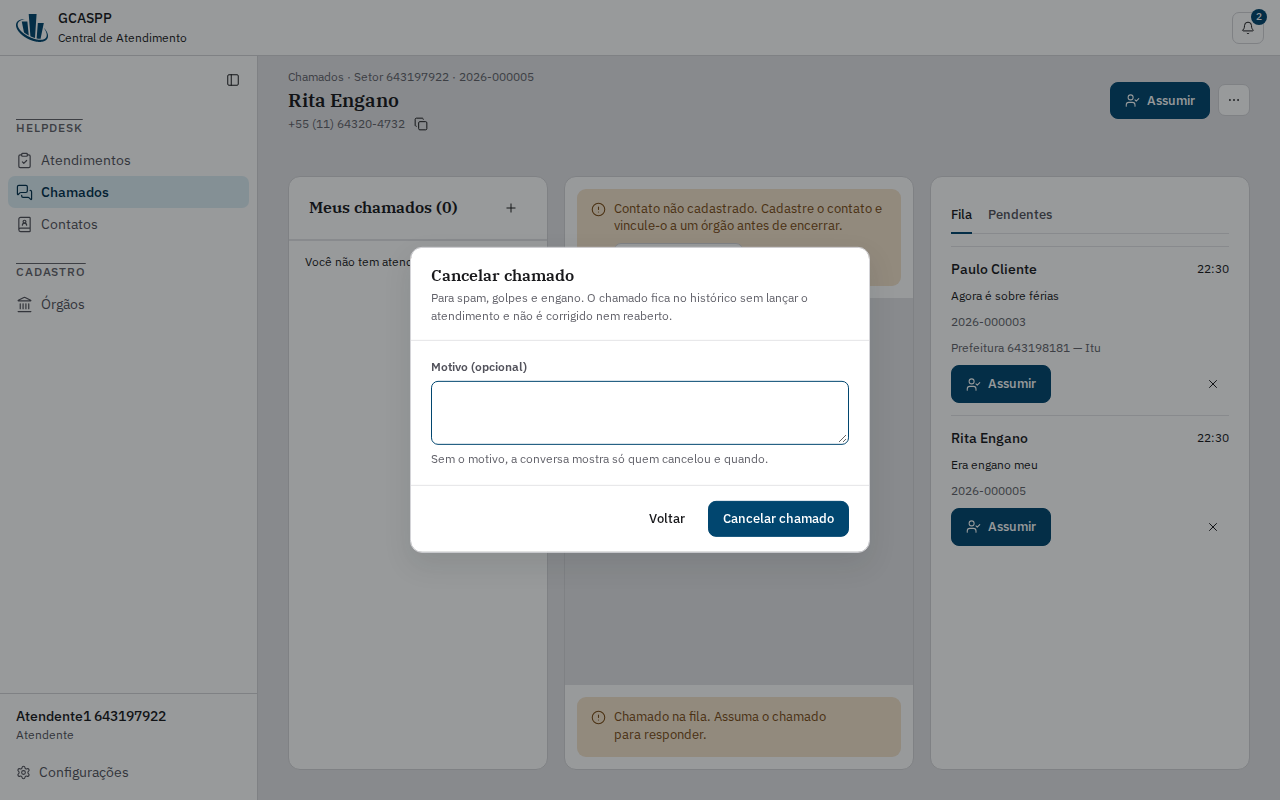 GCASPP
Central de Atendimento
2
HELPDESK
Atendimentos
Chamados
Contatos
CADASTRO
Órgãos
Atendente1 643197922
Atendente
Configurações
Chamados · Setor 643197922 · 2026-000005
Rita Engano
+55 (11) 64320-4732
Assumir
Meus chamados (0)
Você não tem atenc
Contato não cadastrado. Cadastre o contato e
vincule-o a um órgão antes de encerrar.
Cancelar chamado
Para spam, golpes e engano. O chamado fica no histórico sem lançar o
atendimento e não é corrigido nem reaberto.
Motivo (opcional)
Sem o motivo, a conversa mostra só quem cancelou e quando.
Voltar
Cancelar chamado
Chamado na fila. Assuma o chamado
para responder.
Fila
Pendentes
Paulo Cliente
22:30
Agora é sobre férias
2026-000003
Prefeitura 643198181 — Itu
Assumir
Rita Engano
22:30
Era engano meu
2026-000005
Assumir